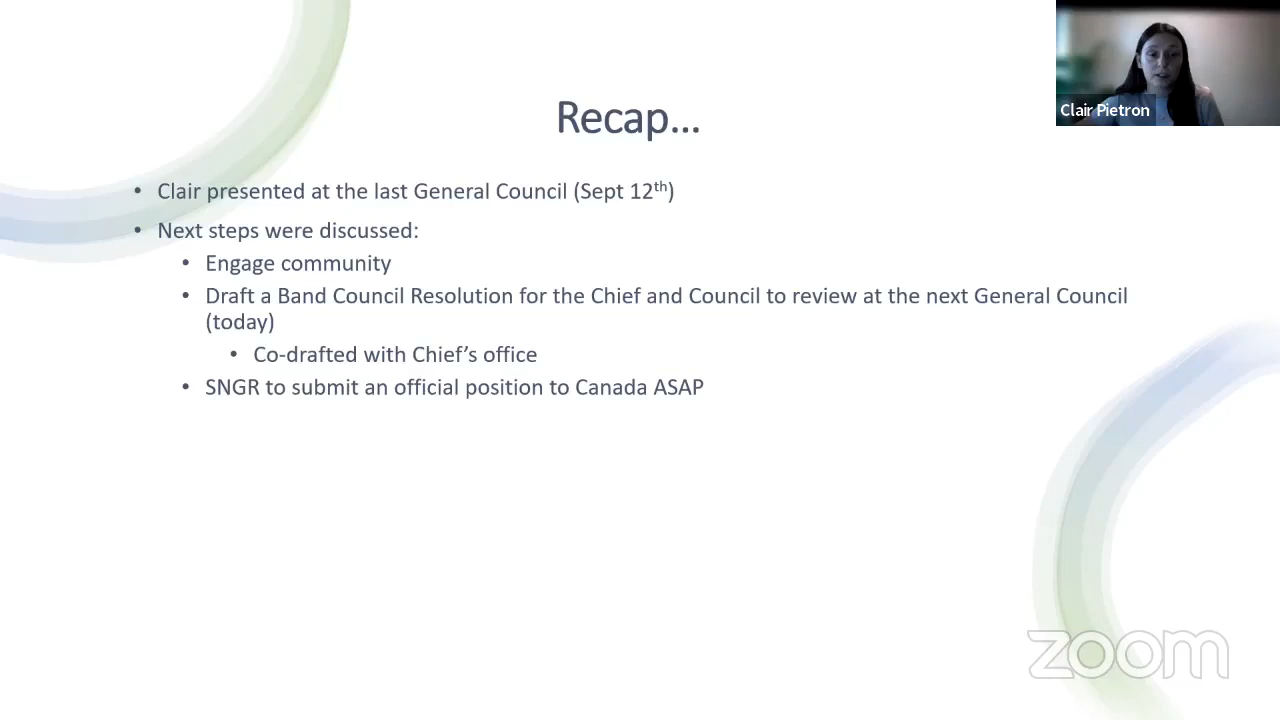 Clair Pietron
Recap...
• Clair presented at the last General Council (Sept 12th)
• Next steps were discussed:
• Engage community
• Draft a Band Council Resolution for the Chief and Council to review at the next General Council
(today)
• Co-drafted with Chief’s office
• SNGR to submit an official position to Canada ASAP
zoom